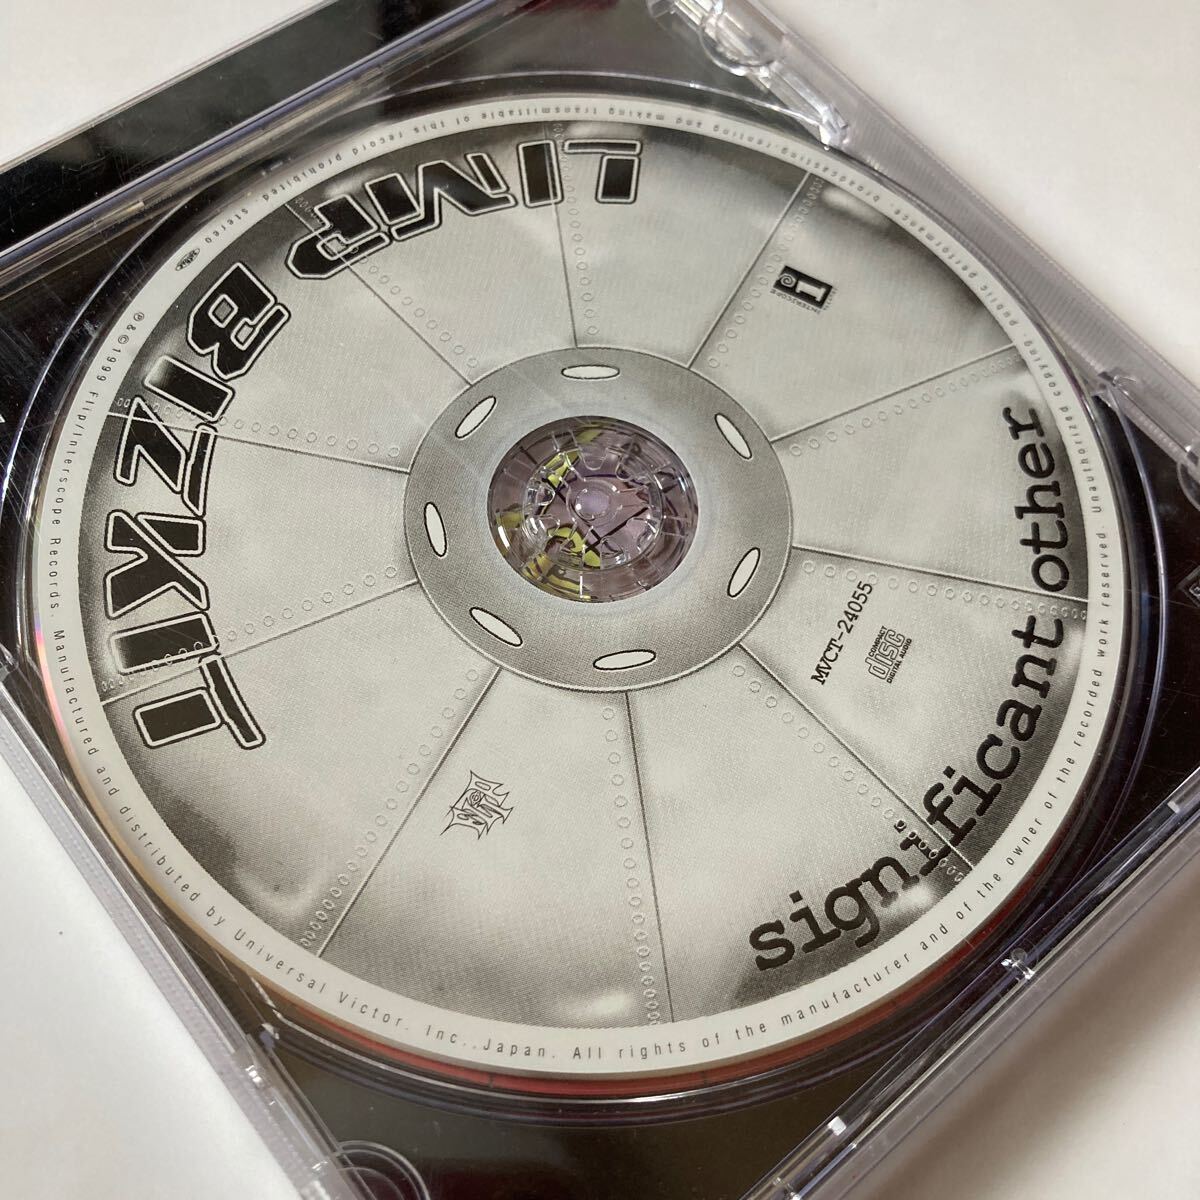 LIMP BIZKIT
significant other
INTERSCOPE
MVCT-24055
COMPACT
disc
DIGITAL AUDIO
℗&©1999 Flip/Interscope Records. Manufactured and distributed by Universal Victor. Inc., Japan. All rights of the manufacturer and of the owner of the recorded work reserved. Unauthorized copying. public performance. broadcasting. renting and making transmittable of this record prohibited stereo